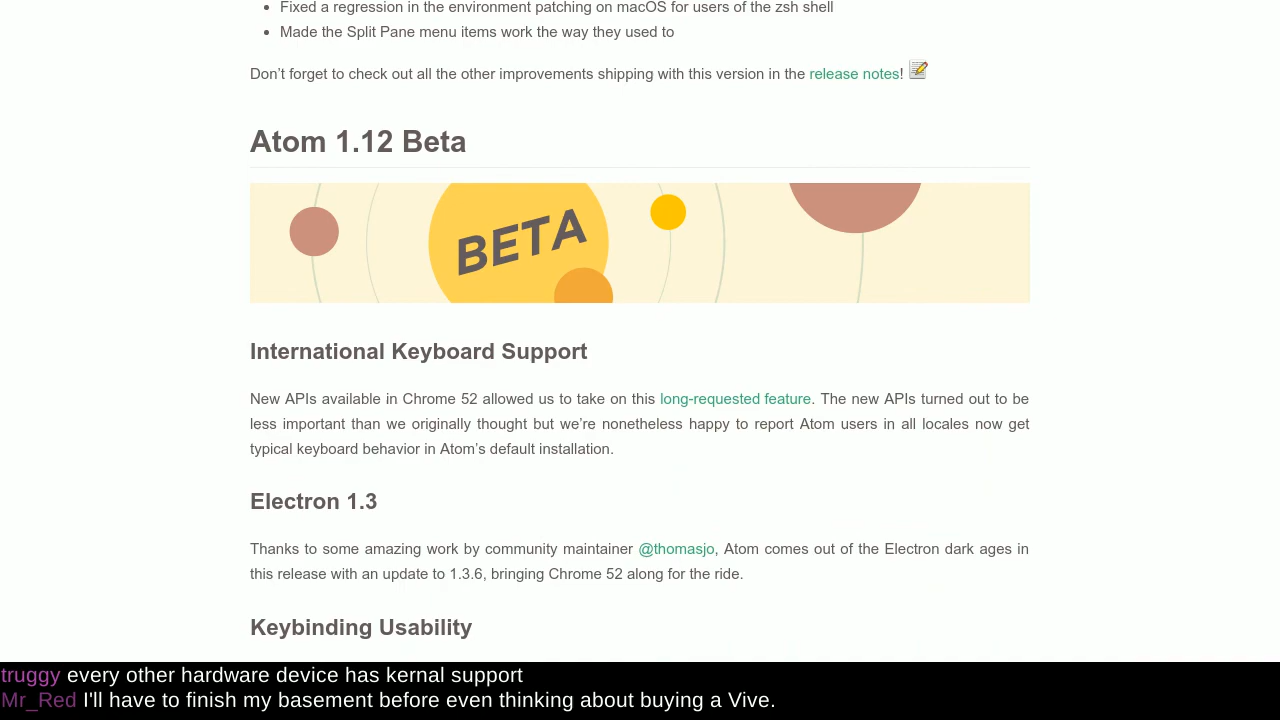 Fixed a regression in the environment patching on macOS for users of the zsh shell
Made the Split Pane menu items work the way they used to
Don’t forget to check out all the other improvements shipping with this version in the release notes!
Atom 1.12 Beta
BETA
International Keyboard Support
New APIs available in Chrome 52 allowed us to take on this long-requested feature. The new APIs turned out to be
less important than we originally thought but we’re nonetheless happy to report Atom users in all locales now get
typical keyboard behavior in Atom’s default installation.
Electron 1.3
Thanks to some amazing work by community maintainer @thomasjo, Atom comes out of the Electron dark ages in
this release with an update to 1.3.6, bringing Chrome 52 along for the ride.
Keybinding Usability
truggy every other hardware device has kernal support
Mr_Red I'll have to finish my basement before even thinking about buying a Vive.